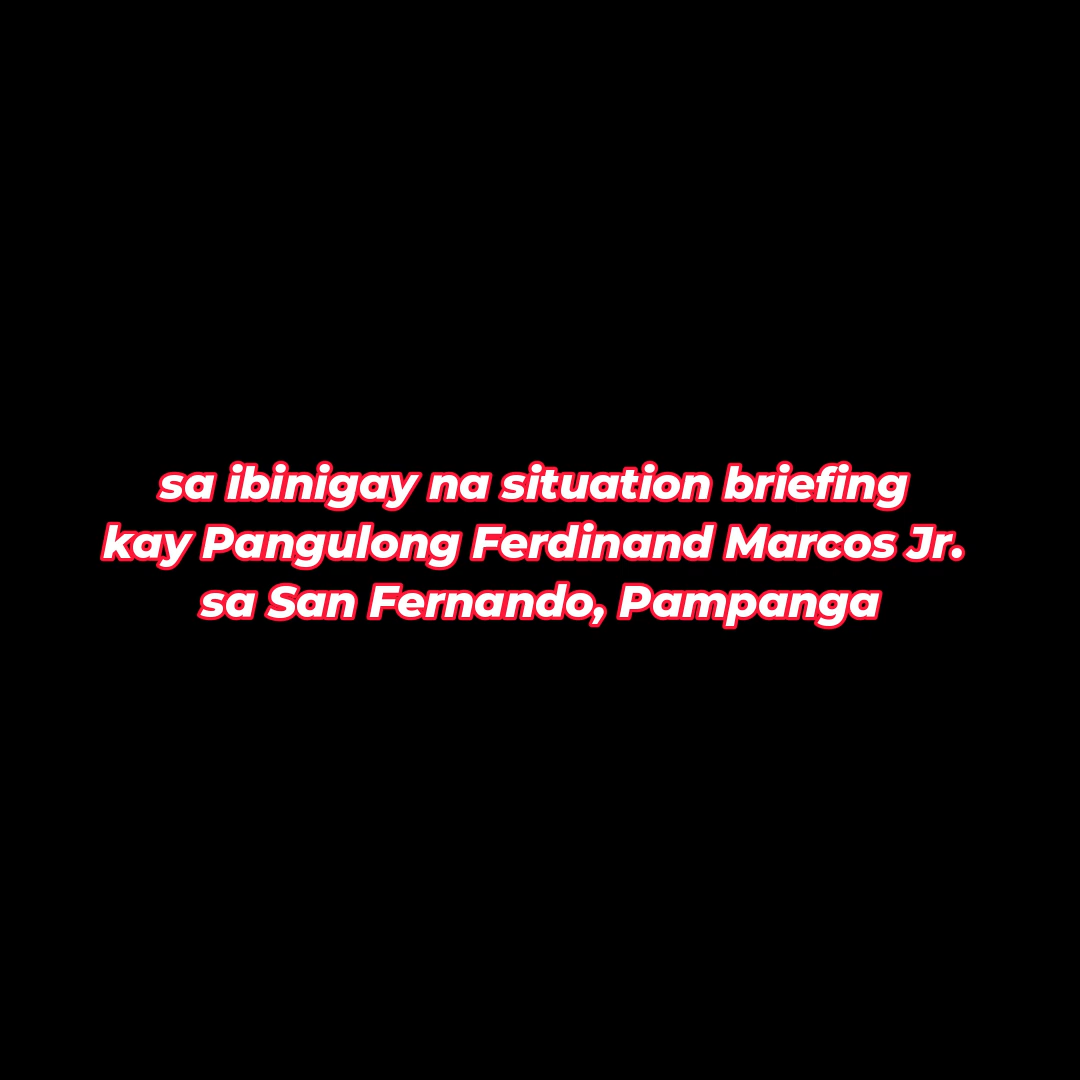 sa ibinigay na situation briefing
kay Pangulong Ferdinand Marcos Jr.
sa San Fernando, Pampanga